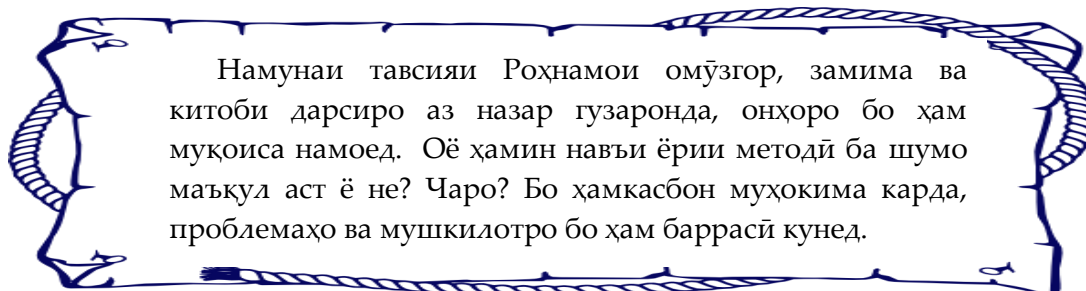 Намунаи тавсияи Роҳнамои омӯзгор, замима ва
китоби дарсиро аз назар гузаронда, онҳоро бо ҳам
муқоиса намоед. Оё ҳамин навъи ёрии методӣ ба шумо
маъқул аст ё не? Чаро? Бо ҳамкасбон муҳокима карда,
проблемаҳо ва мушкилотро бо ҳам баррасӣ кунед.